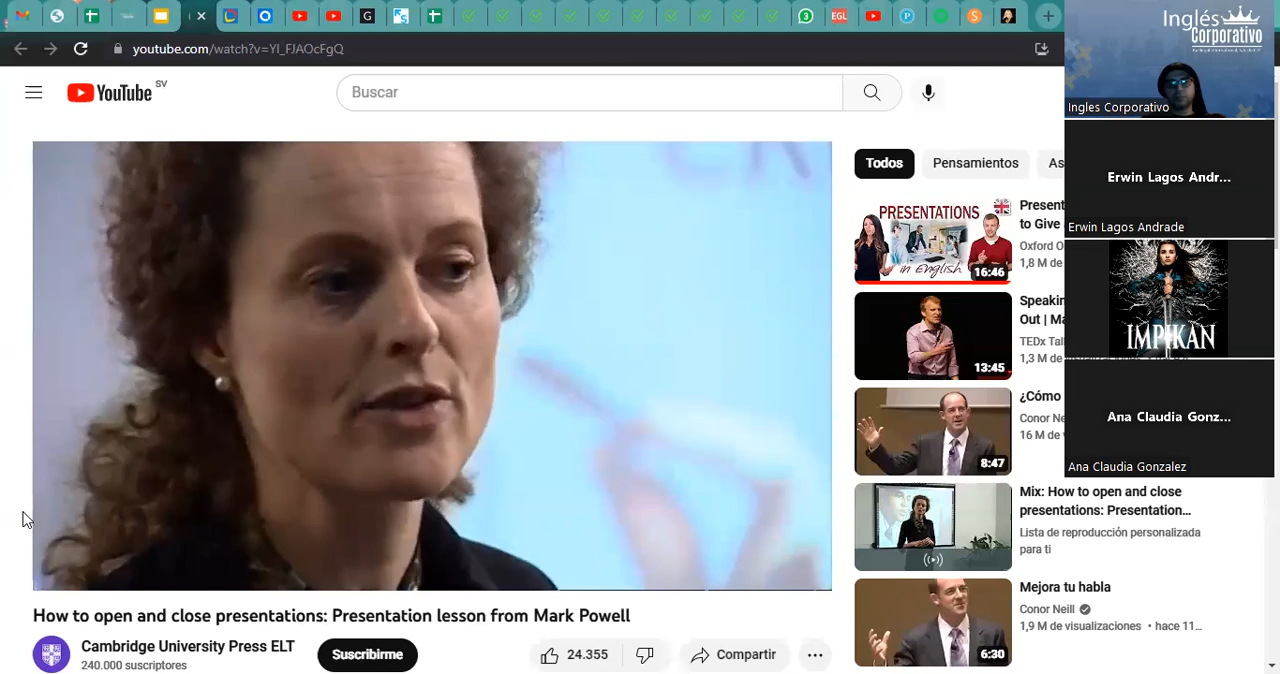 youtube.com/watch?v=YI_FJAOcFgQ
YouTube SV
Buscar
How to open and close presentations: Presentation lesson from Mark Powell
Cambridge University Press ELT
240.000 suscriptores
Suscribirme
24.355
Compartir
Todos
Pensamientos
As
PRESENTATIONS
in English
16:46
Present
to Give
Oxford O
1,8 M de
13:45
Speakin
Out | Ma
TEDx Tal
1,3 M de visualizaciones
8:47
¿Cómo
Conor Ne
16 M de
Mix: How to open and close
presentations: Presentation...
Lista de reproducción personalizada
para ti
6:30
Mejora tu habla
Conor Neill
1,9 M de visualizaciones • hace 11...
Inglés
Corporativo
Ingles Corporativo
Erwin Lagos Andr...
Erwin Lagos Andrade
IMPIKAN
Ana Claudia Gonz...
Ana Claudia Gonzalez
EGL